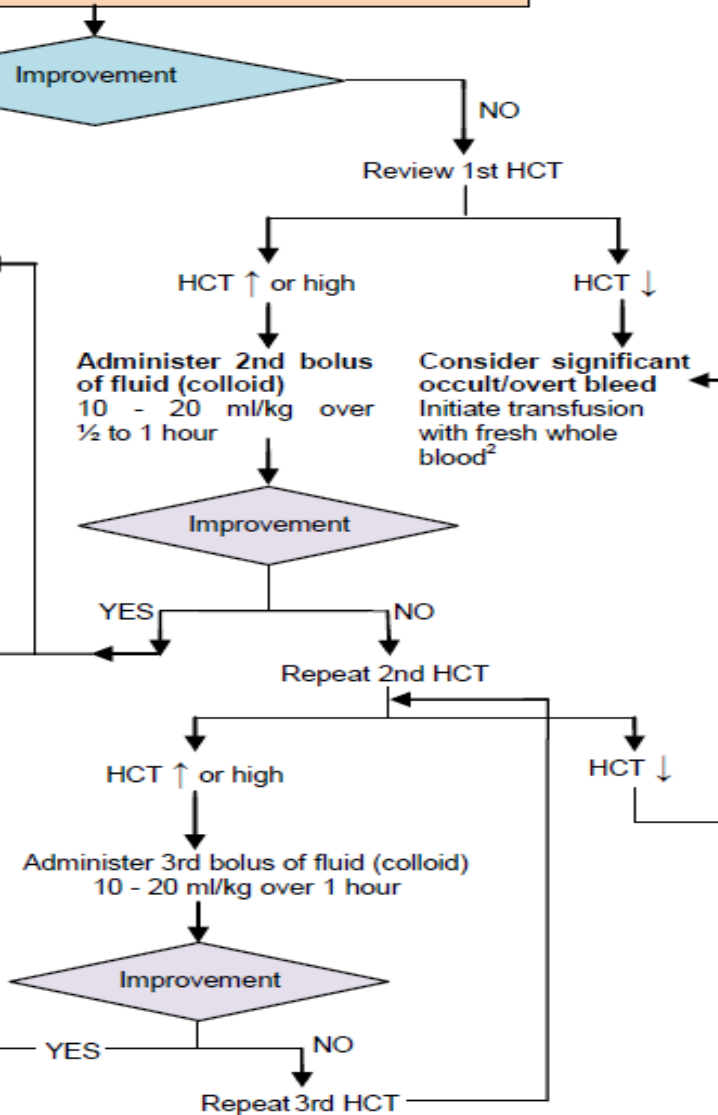 Improvement
NO
Review 1st HCT
HCT ↑ or high
HCT ↓
Administer 2nd bolus
of fluid (colloid)
10 - 20 ml/kg over
½ to 1 hour
Consider significant
occult/overt bleed
Initiate transfusion
with fresh whole
blood²
Improvement
YES
NO
Repeat 2nd HCT
HCT ↑ or high
HCT ↓
Administer 3rd bolus of fluid (colloid)
10 - 20 ml/kg over 1 hour
Improvement
YES
NO
Repeat 3rd HCT